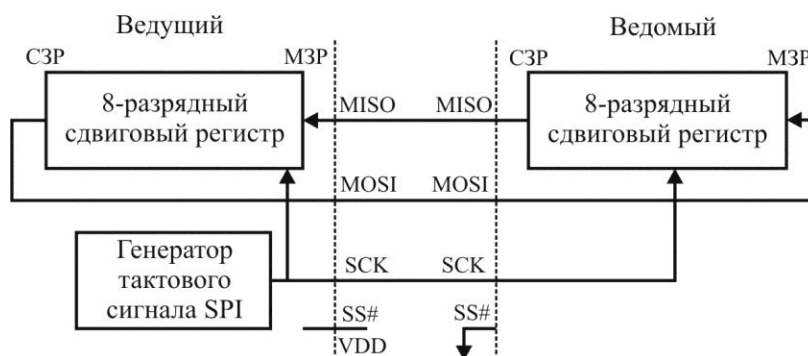 Ведущий
Ведомый
СЗР
МЗР
СЗР
МЗР
8-разрядный
сдвиговый регистр
MISO
MISO
8-разрядный
сдвиговый регистр
MOSI
MOSI
Генератор
тактового
сигнала SPI
SCK
SCK
SS#
SS#
VDD